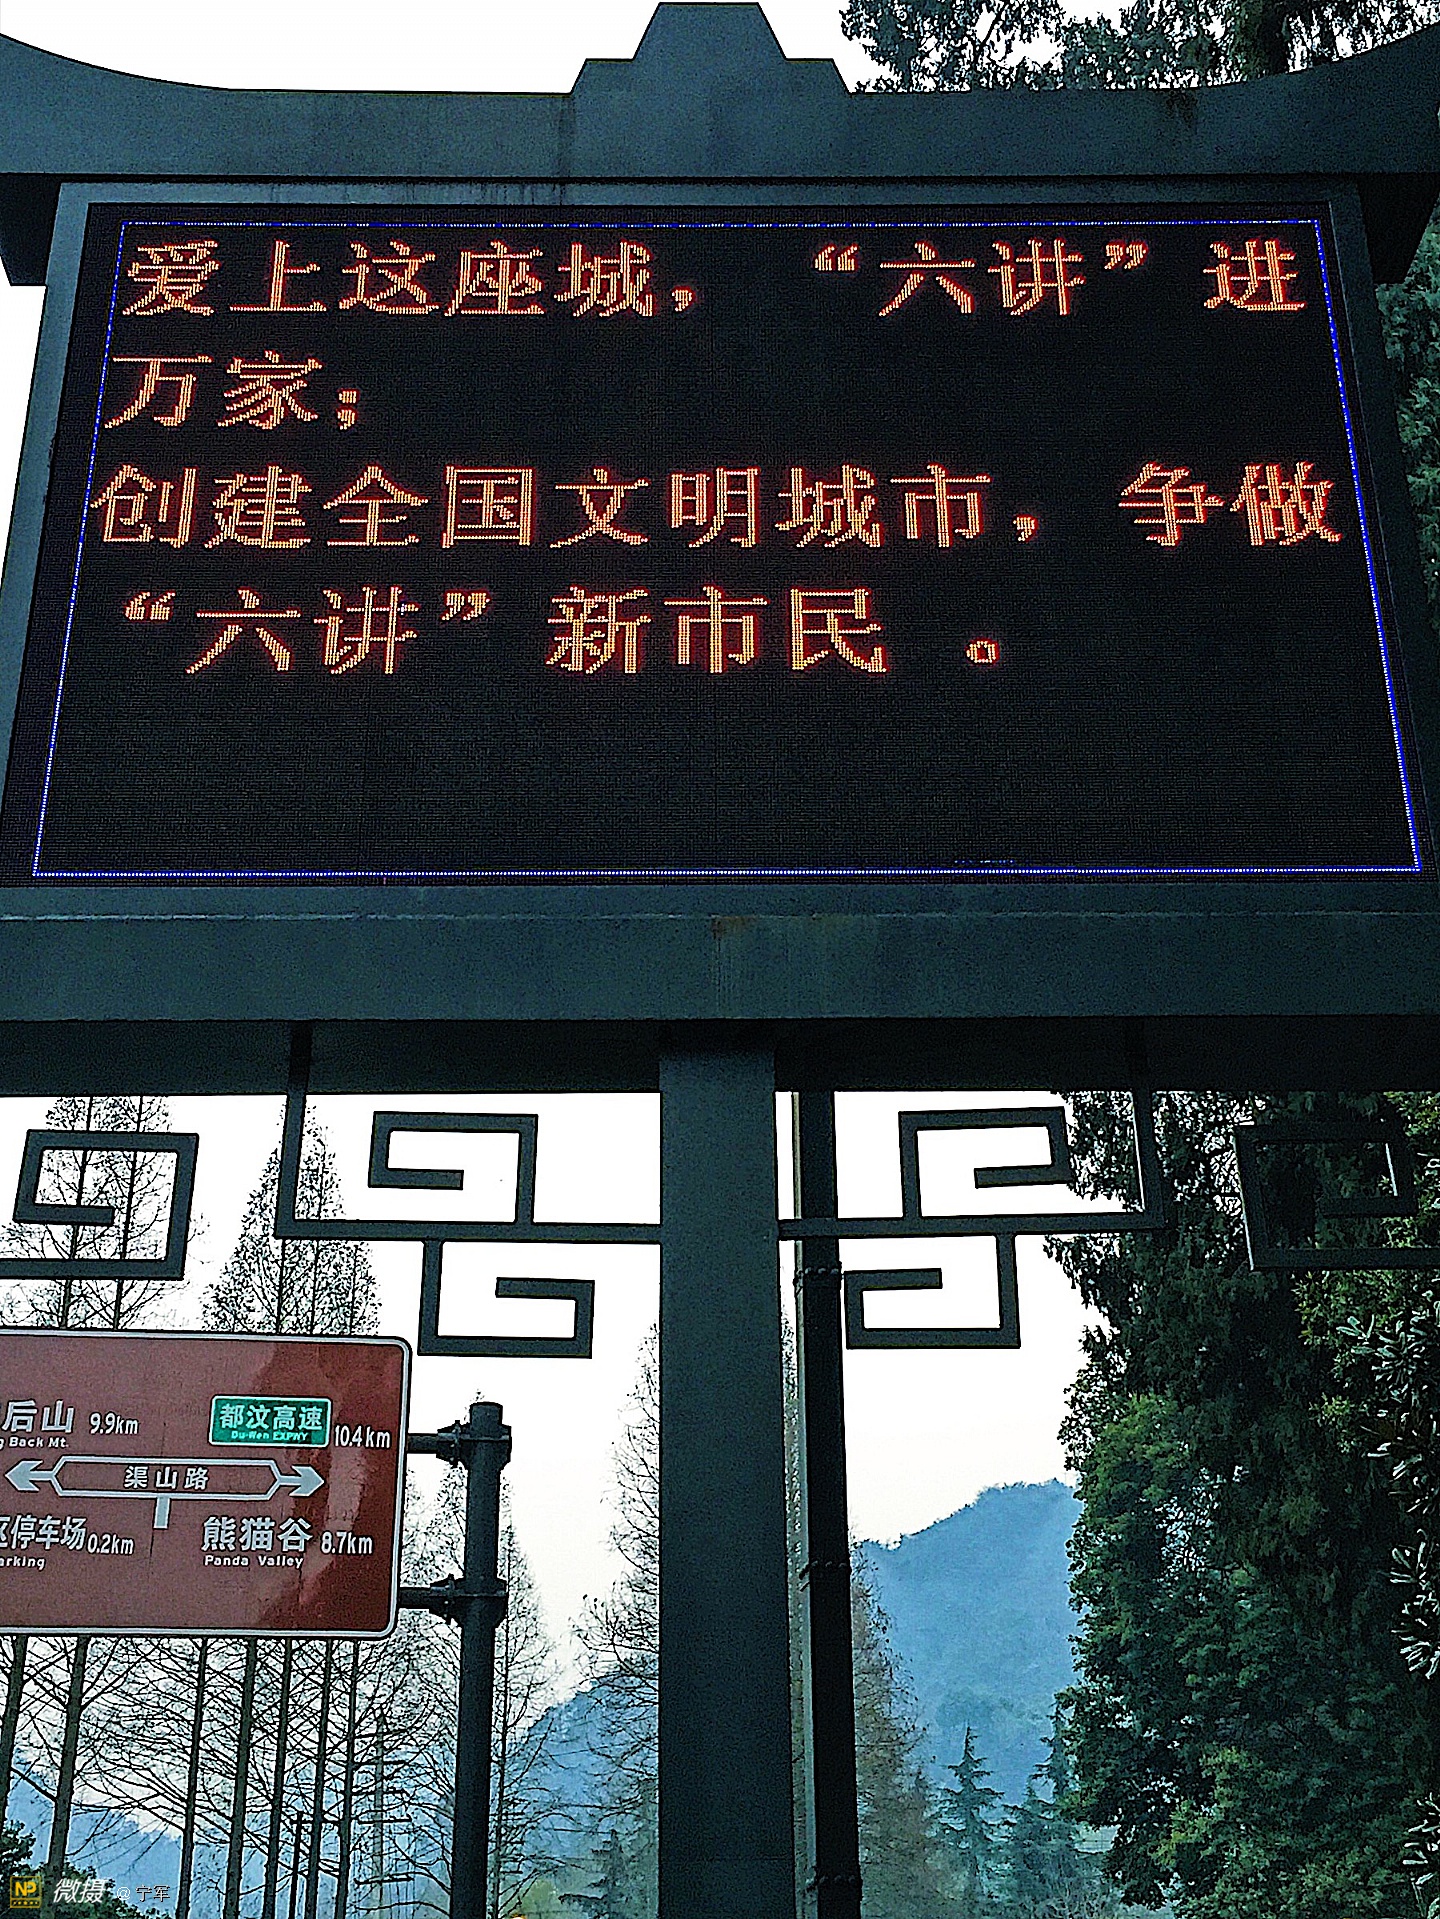 爱上这座城，“六讲”进
万家；
创建全国文明城市，争做
“六讲”新市民 。
后山 9.9km
g Back Mt.
都汶高速 10.4km
Du-Wen EXPWY
渠山路
停车场 0.2km
arking
熊猫谷 8.7km
Panda Valley
NP 微摄 @ 宁军